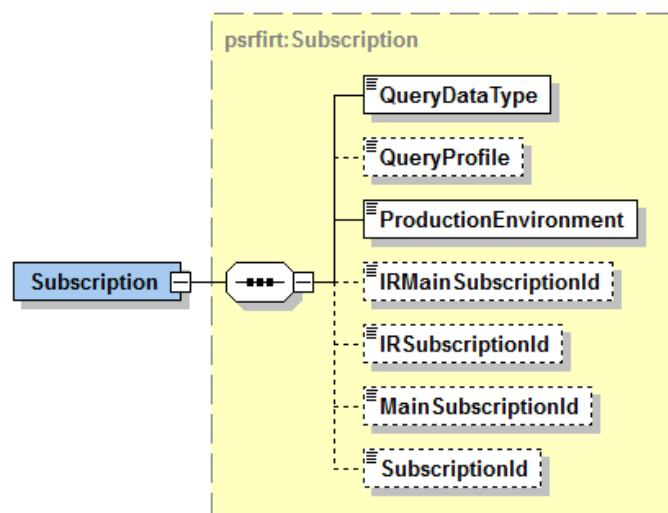 psrfirt:Subscription
QueryDataType
QueryProfile
ProductionEnvironment
Subscription
IRMainSubscriptionId
IRSubscriptionId
MainSubscriptionId
SubscriptionId